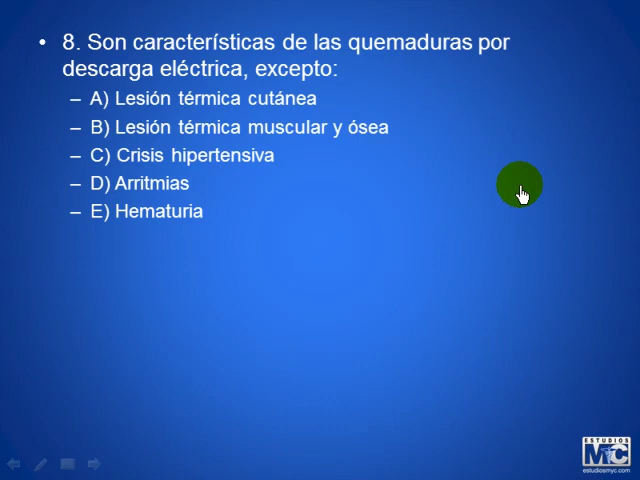 • 8. Son características de las quemaduras por
descarga eléctrica, excepto:
– A) Lesión térmica cutánea
– B) Lesión térmica muscular y ósea
– C) Crisis hipertensiva
– D) Arritmias
– E) Hematuria
ESTUDIOS
MyC
estudiosmyc.com